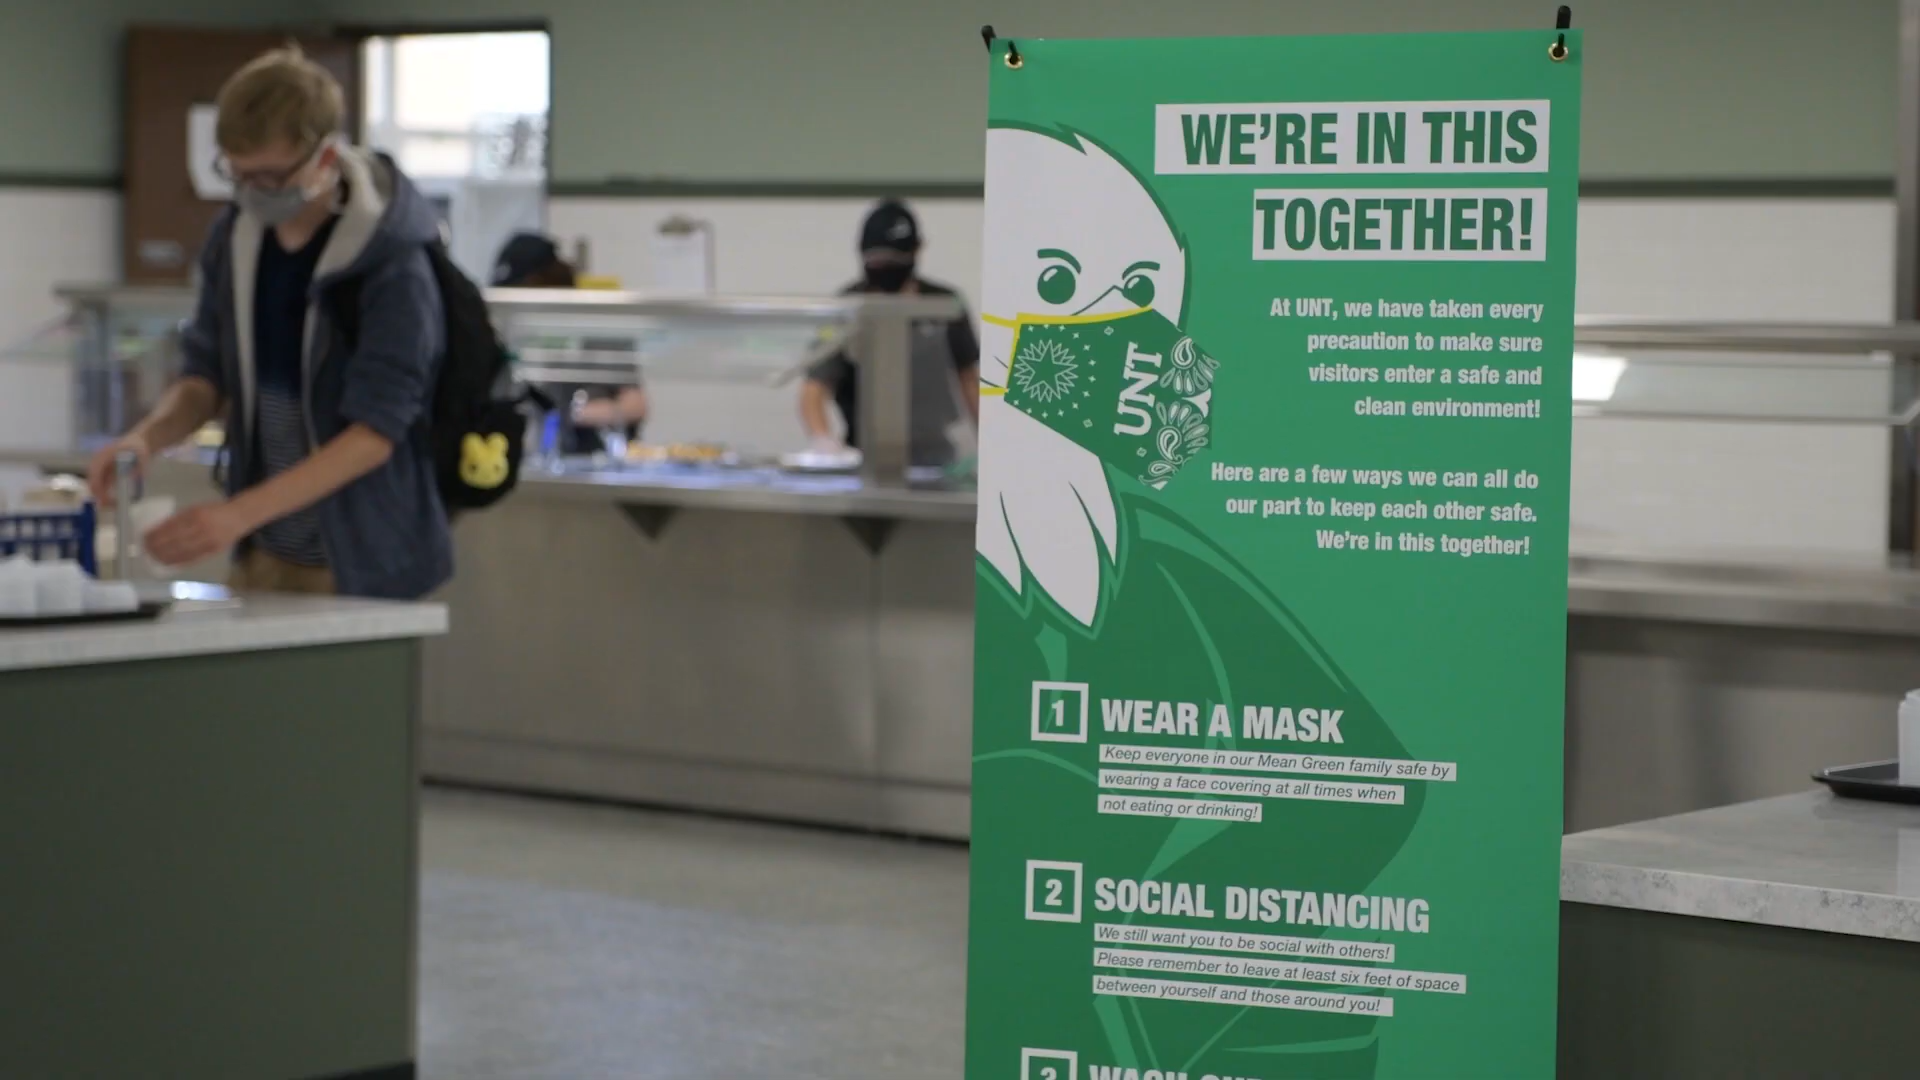 WE'RE IN THIS
TOGETHER!
At UNT, we have taken every
precaution to make sure
visitors enter a safe and
clean environment!
UNT
Here are a few ways we can all do
our part to keep each other safe.
We're in this together!
1 WEAR A MASK
Keep everyone in our Mean Green family safe by
wearing a face covering at all times when
not eating or drinking!
2 SOCIAL DISTANCING
We still want you to be social with others!
Please remember to leave at least six feet of space
between yourself and those around you!
3 WASH